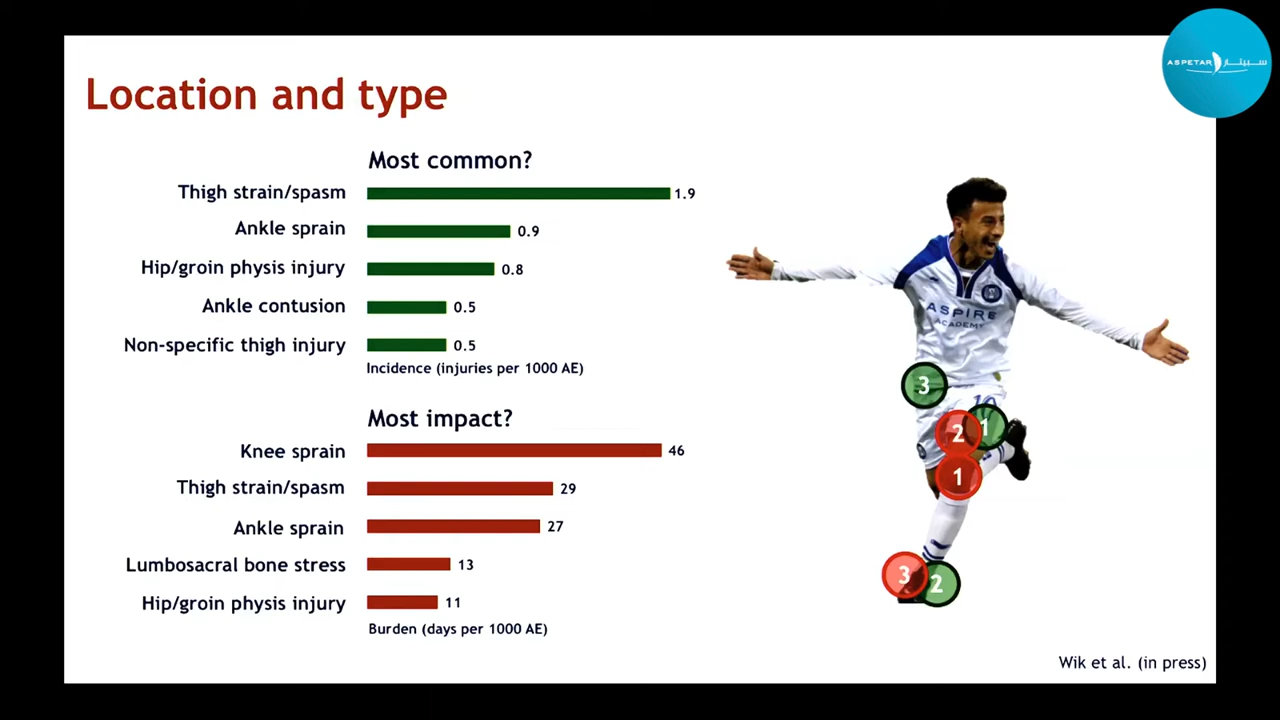 ASPETAR سبيتار
Location and type
Most common?
Thigh strain/spasm 1.9
Ankle sprain 0.9
Hip/groin physis injury 0.8
Ankle contusion 0.5
Non-specific thigh injury 0.5
Incidence (injuries per 1000 AE)
Most impact?
Knee sprain 46
Thigh strain/spasm 29
Ankle sprain 27
Lumbosacral bone stress 13
Hip/groin physis injury 11
Burden (days per 1000 AE)
ASPIRE
ACADEMY
3
10
2 1
1
3 2
Wik et al. (in press)